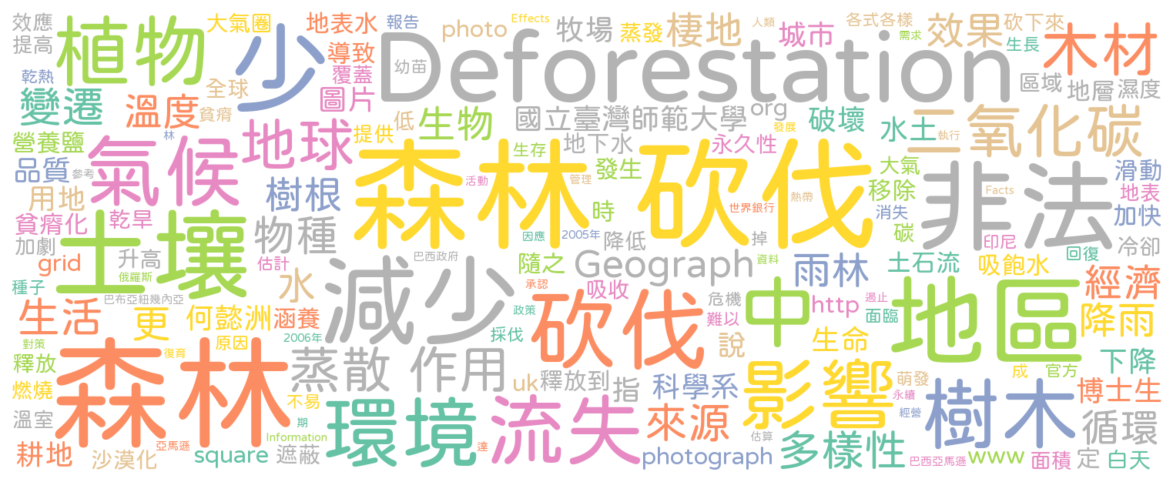 效應 大氣圈 地表水 報告 Effects photo 牧場 蒸發 棲地 人類 城市 各式各樣 需求 效果 砍下來 木材
提高 植物 少 導致 幼苗 Deforestation 生長
乾熱 全球 覆蓋 區域 地層 濕度
變遷 溫度 貧瘠 圖片 國立臺灣師範大學 org 破壞 二氧化碳
營養鹽 林 地球 提供 低 生物 地下水 發展 永久性 水土 執行
品質 參考 氣候 森林砍伐 生存 發生 大氣 非法 滑動
用地 樹根 活動 管理 熱帶 移除 Facts 地表
貧瘠化 乾旱 物種 時 世界銀行 消失 加快
加劇 土壤 升高 巴西政府 因應 2005年 降低 掉 碳 印尼 冷卻
grid 估計 減少 隨之 Geograph 資料 雨林 土石流 回復
種子 俄羅斯 水 承認 吸收 吸飽水 經濟
生活 巴布亞紐幾內亞 更 何懿洲 涵養 政策 砍伐 危機 中 http 遏止 地區 降雨
對策 原因 2006年 採伐 難以 面臨
釋放 森林 復育 蒸散 作用 說 生命 影響 成 官方 下降
燃燒 不易 uk 釋放到 指 科學系 萌發 樹木 博士生
溫室 期 環境 流失 來源 永續 經營 循環
耕地 沙漠化 亞馬遜 Information square 遮蔽 達 photograph 估算 多樣性 巴西亞馬遜 www 面積 定 白天